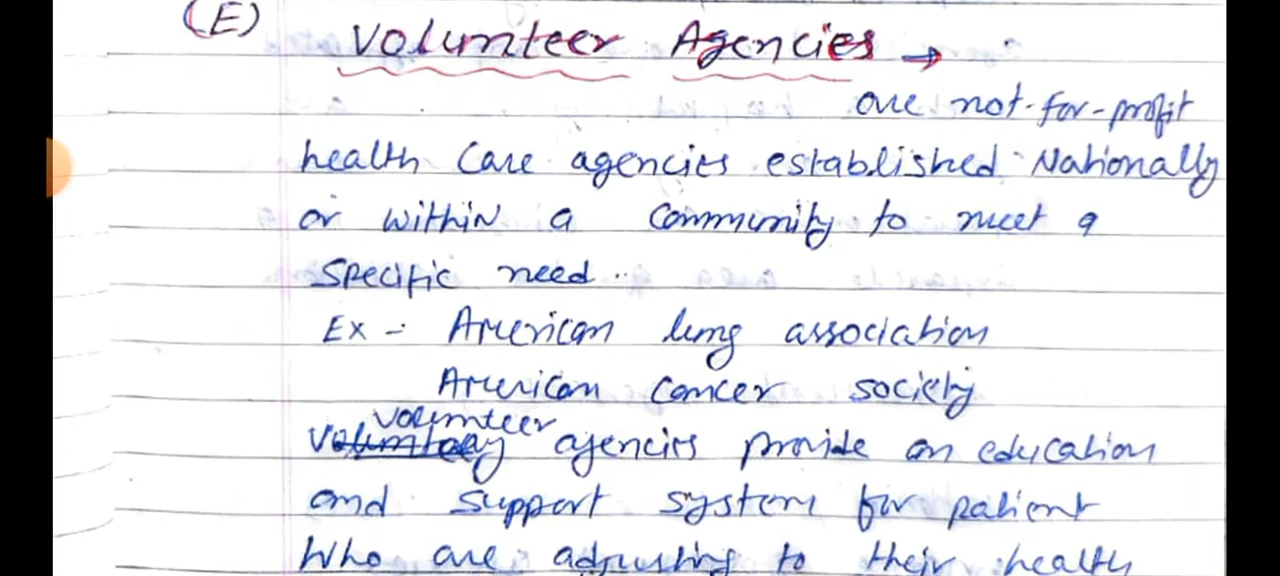 (E) Volunteer Agencies →
are not-for-profit
health care agencies established Nationally
or within a community to meet a
specific need..
Ex - American lung association
American cancer society
volunteer
Voluntary agencies provide an education
and support system for patient
who are adjusting to their health